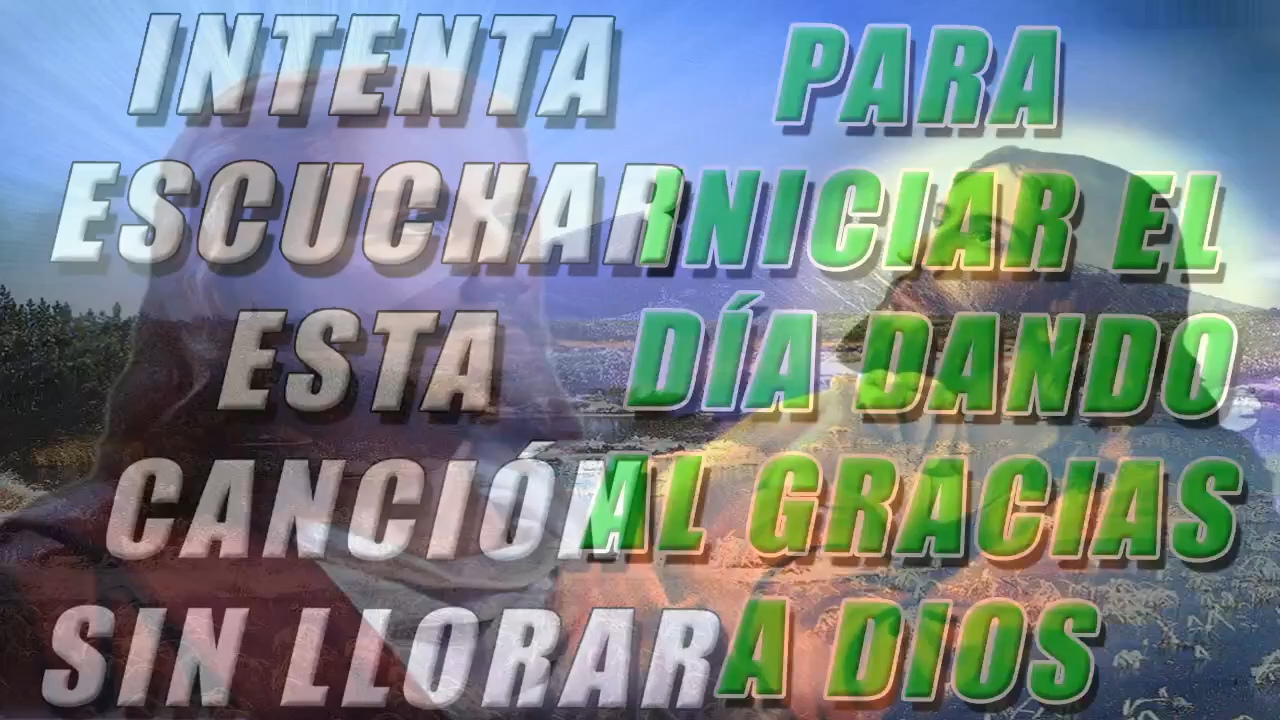 INTENTA
ESCUCHAR
ESTA
CANCIÓN
SIN LLORAR
PARA
INICIAR EL
DÍA DANDO
AL GRACIAS
A DIOS